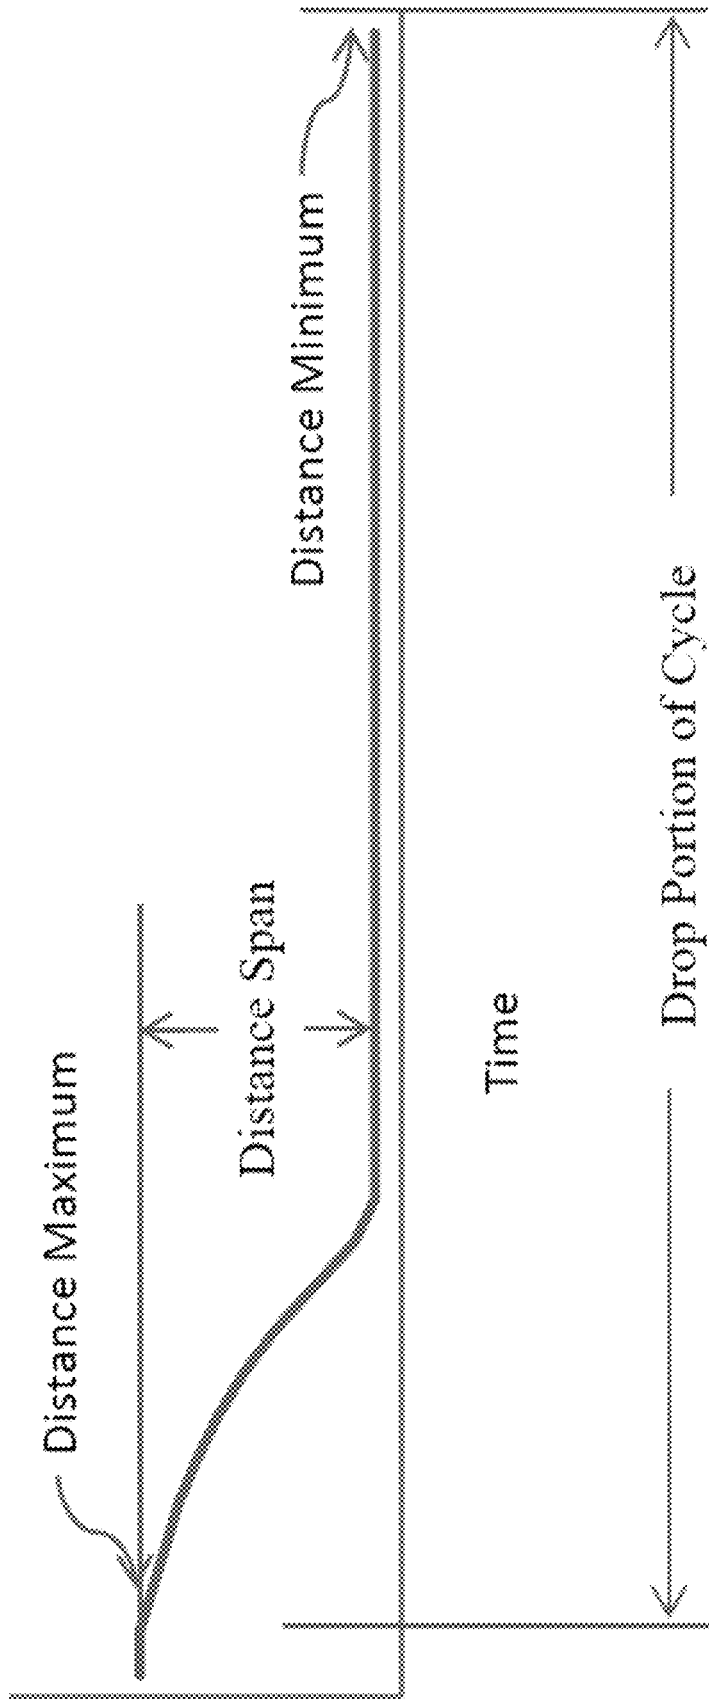 Distance Maximum
Distance Span
Distance Minimum
Time
Drop Portion of Cycle